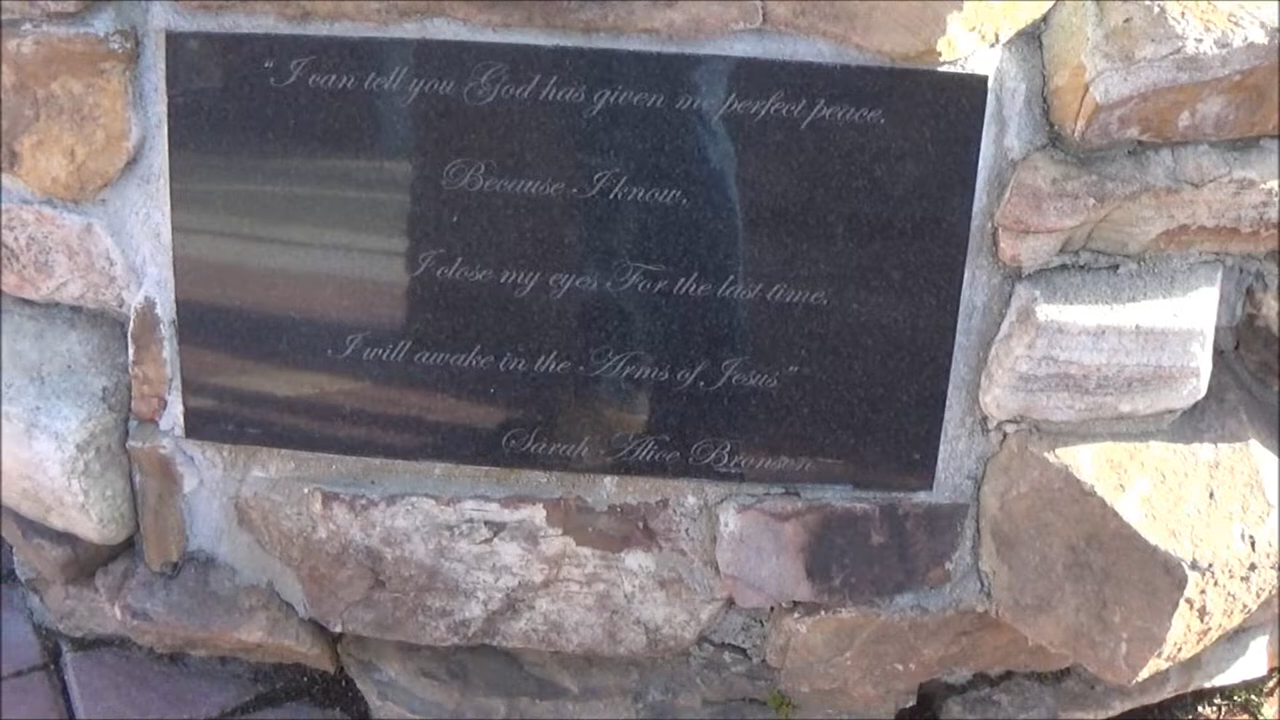 "I can tell you God has given me perfect peace.
Because I know,
I close my eyes For the last time,
I will awake in the Arms of Jesus"
Sarah Alice Bronson